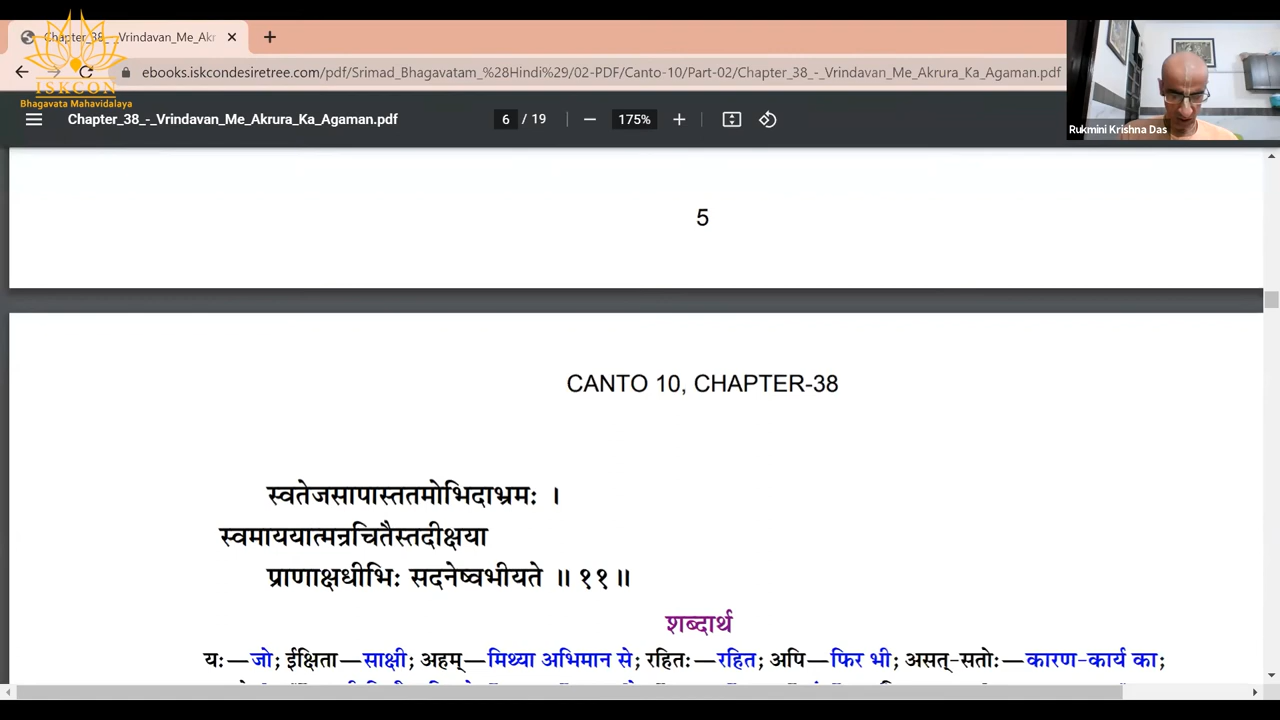 Chapter_38_-_Vrindavan_Me_Akr
ISKCON
Bhagavata Mahavidalaya
ebooks.iskcondesiretree.com/pdf/Srimad_Bhagavatam_%28Hindi%29/02-PDF/Canto-10/Part-02/Chapter_38_-_Vrindavan_Me_Akrura_Ka_Agaman.pdf
Chapter_38_-_Vrindavan_Me_Akrura_Ka_Agaman.pdf
6 / 19
175%
Rukmini Krishna Das
5
CANTO 10, CHAPTER-38
स्वतेजसापास्ततमोभिदाभ्रमः ।
स्वमाययात्मन्रचितैस्तदीक्षया
प्राणाक्षधीभिः सदनेष्वभीयते ॥ ११॥
शब्दार्थ
यः—जो; ईक्षिता—साक्षी; अहम्—मिथ्या अभिमान से; रहितः—रहित; अपि—फिर भी; असत्-सतोः—कारण-कार्य का;